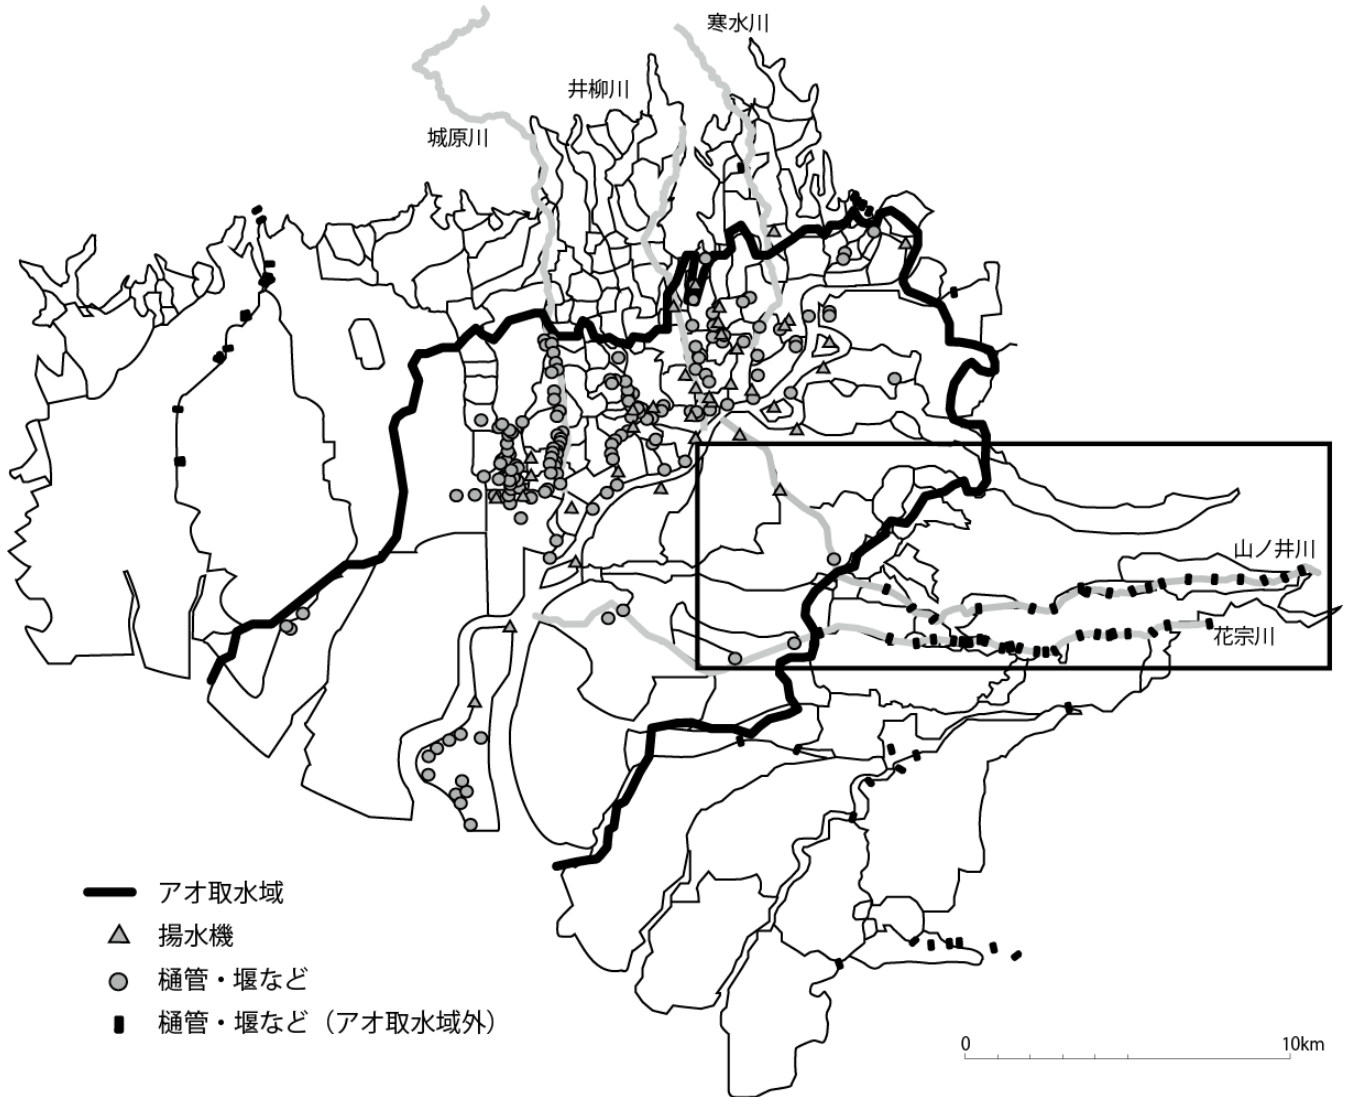 寒水川
井柳川
城原川
山ノ井川
花宗川
アオ取水域
揚水機
樋管・堰など
樋管・堰など（アオ取水域外）
0 10km